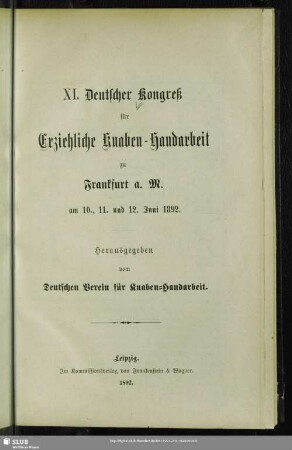 XI. Deutscher Kongreß
für
Erziehliche Knaben-Handarbeit
zu
Frankfurt a. M.
am 10., 11. und 12. Juni 1892.
Herausgegeben
vom
Deutschen Verein für Knaben-Handarbeit.
Leipzig.
Im Kommissionsverlag von Frankenstein & Wagner.
1892.
SLUB